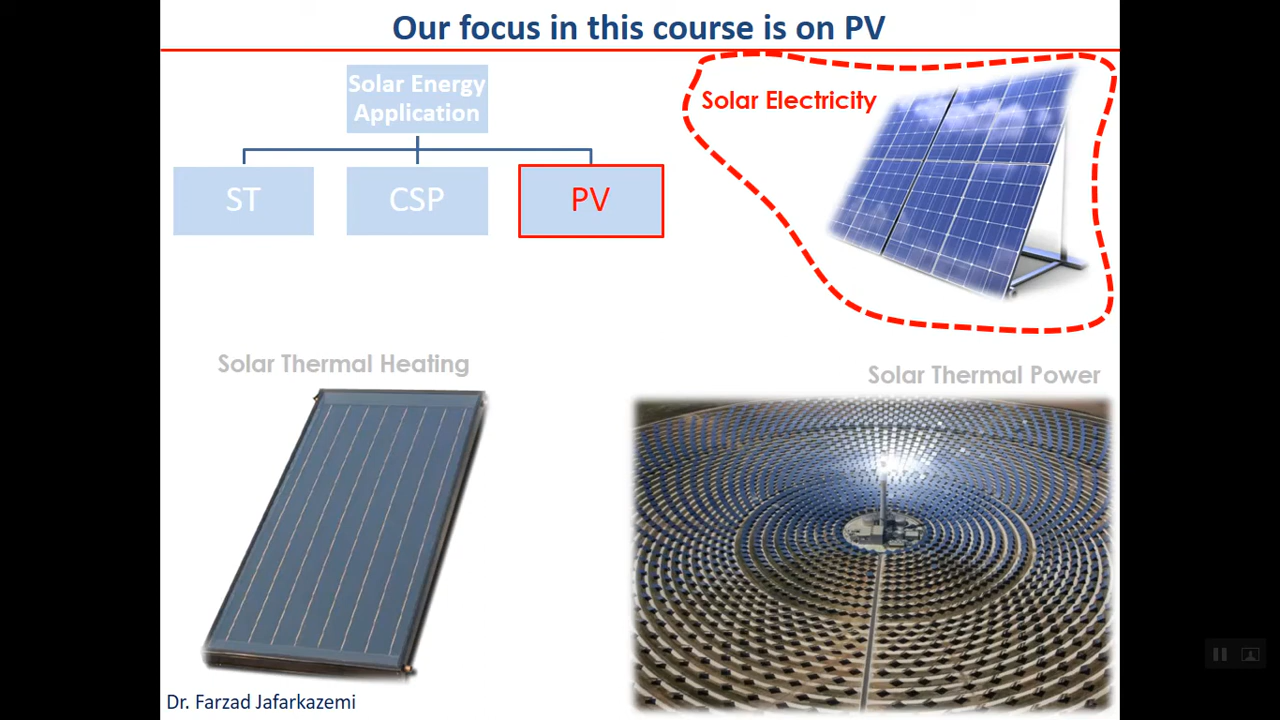 Our focus in this course is on PV
Solar Energy
Application
ST
CSP
PV
Solar Electricity
Solar Thermal Heating
Solar Thermal Power
Dr. Farzad Jafarkazemi